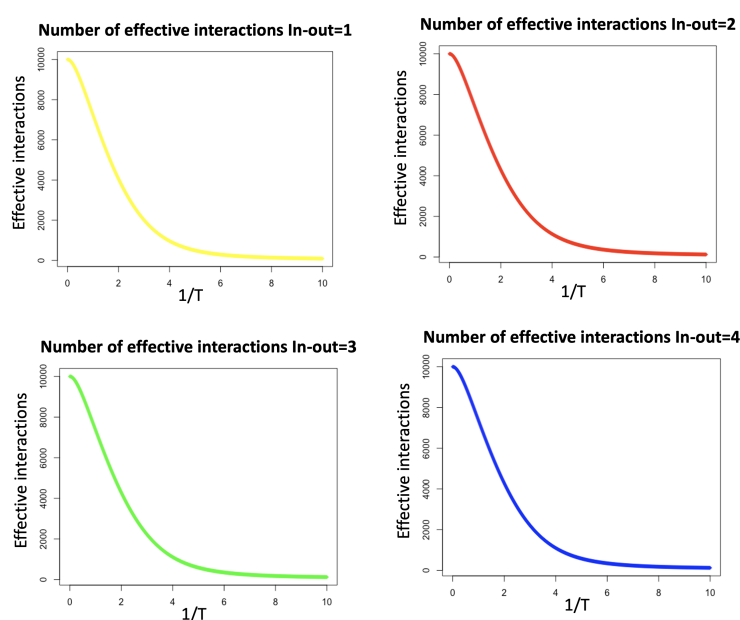 Number of effective interactions In-out=1
Effective interactions
10000
8000
6000
4000
2000
0
0 2 4 6 8 10
1/T
Number of effective interactions In-out=2
Effective interactions
10000
8000
6000
4000
2000
0
0 2 4 6 8 10
1/T
Number of effective interactions In-out=3
Effective interactions
10000
8000
6000
4000
2000
0
0 2 4 6 8 10
1/T
Number of effective interactions In-out=4
Effective interactions
10000
8000
6000
4000
2000
0
0 2 4 6 8 10
1/T